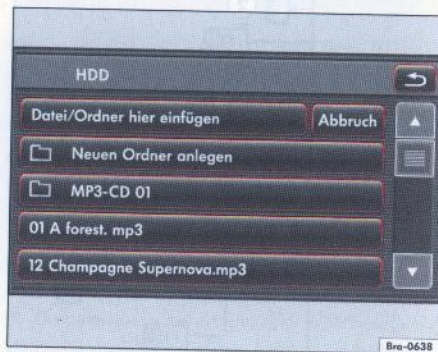 HDD
Datei/Ordner hier einfügen Abbruch
Neuen Ordner anlegen
MP3-CD 01
01 A forest. mp3
12 Champagne Supernova.mp3
Bra-0638